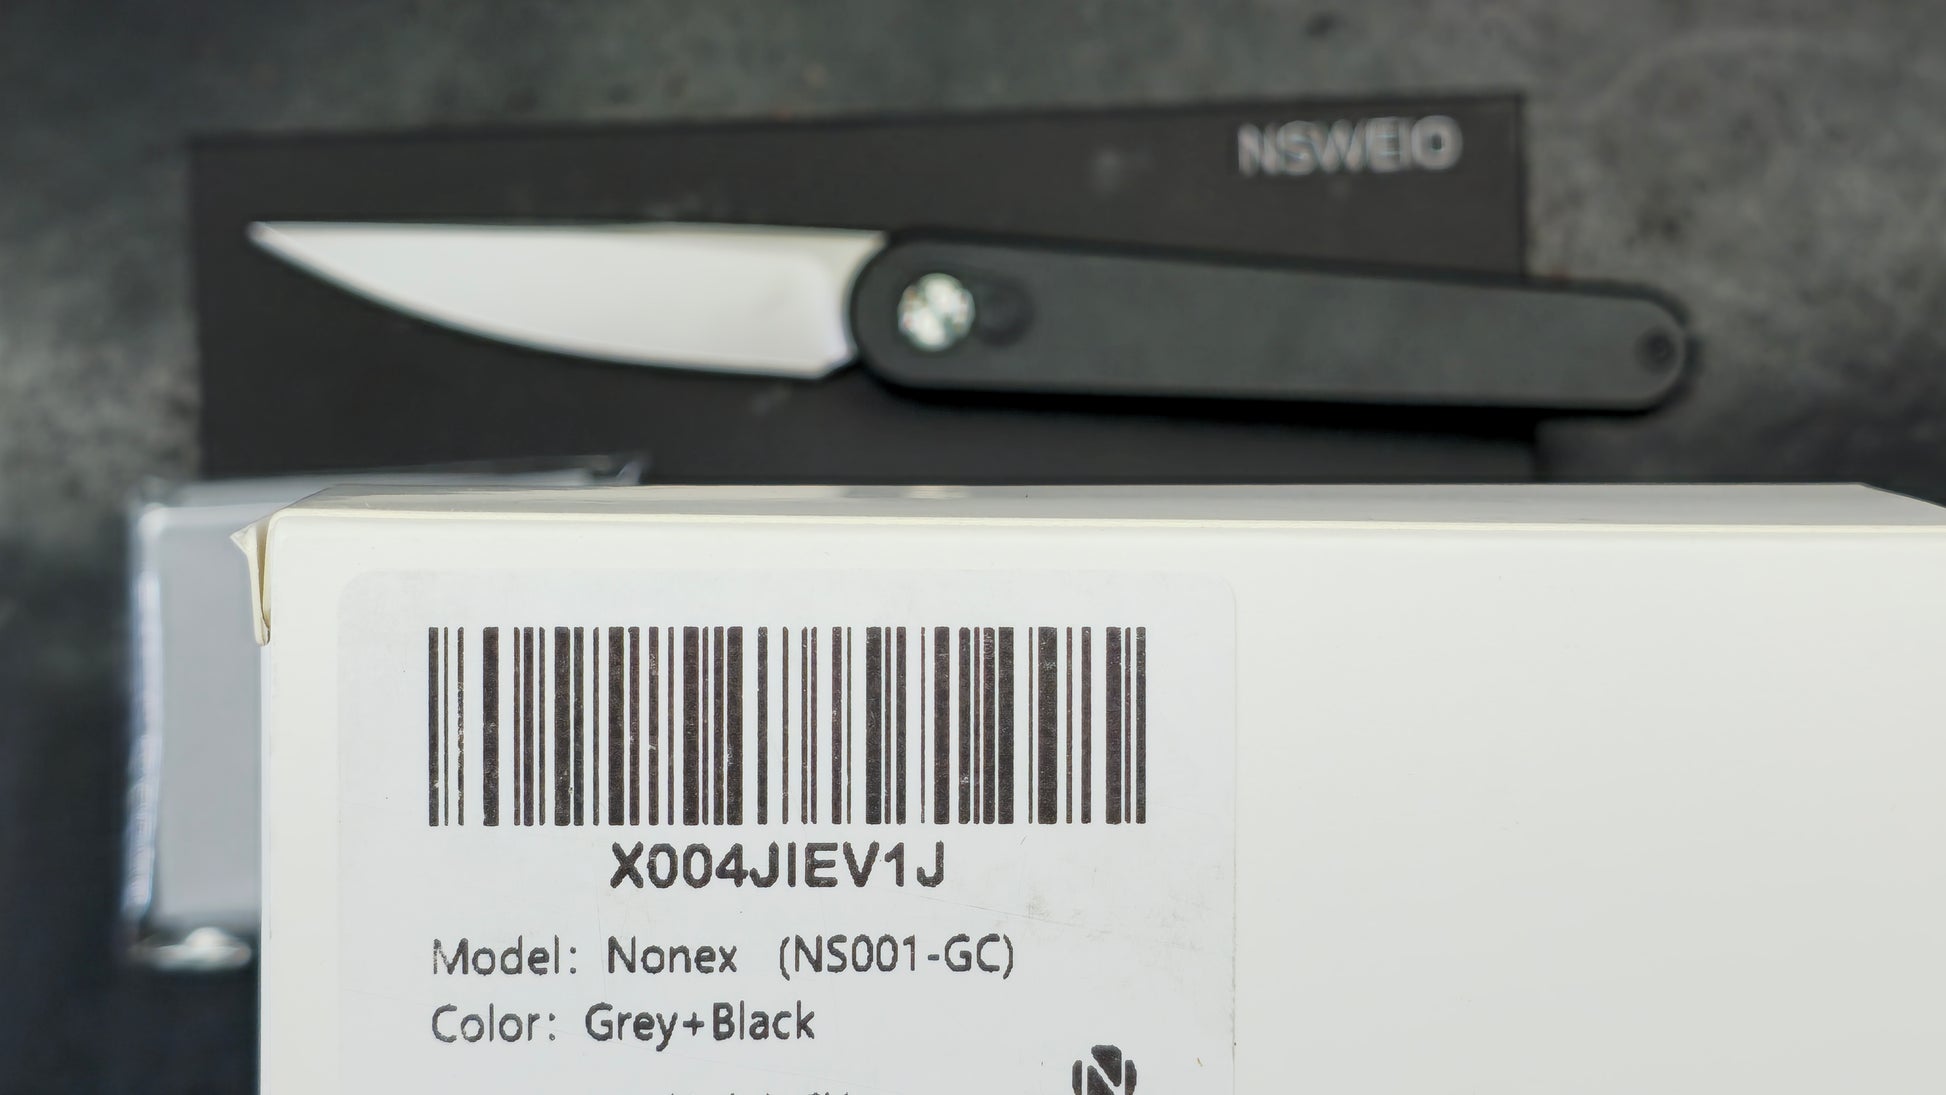 NSWEIO
X004JIEV1J
Model: Nonex (NS001-GC)
Color: Grey+Black
N